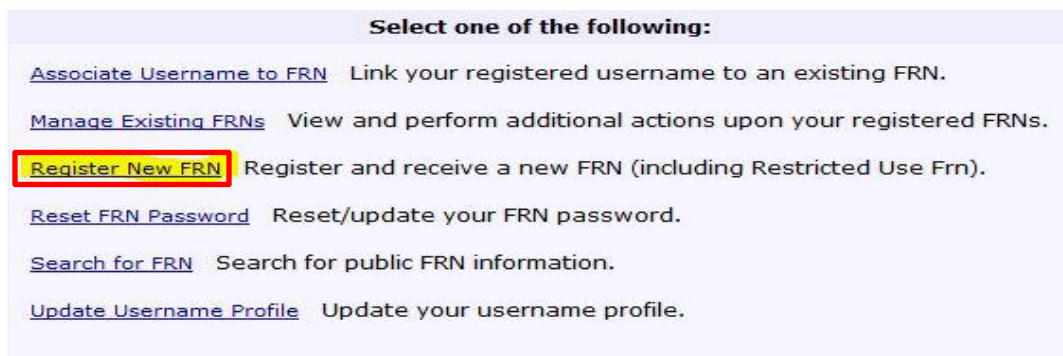 Select one of the following:
Associate Username to FRN Link your registered username to an existing FRN.
Manage Existing FRNs View and perform additional actions upon your registered FRNs.
Register New FRN Register and receive a new FRN (including Restricted Use Frn).
Reset FRN Password Reset/update your FRN password.
Search for FRN Search for public FRN information.
Update Username Profile Update your username profile.